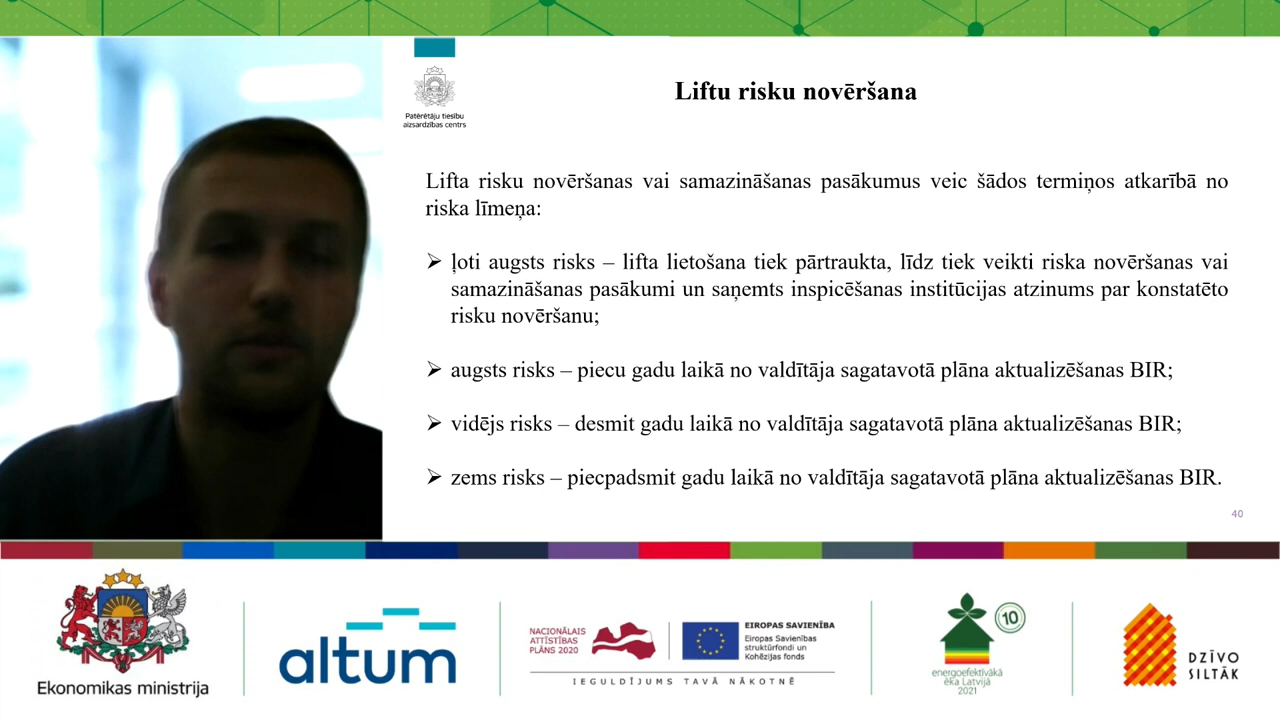 Patērētāju tiesību
aizsardzības centrs
Liftu risku novēršana
Lifta risku novēršanas vai samazināšanas pasākumus veic šādos termiņos atkarībā no
riska līmeņa:
➢ ļoti augsts risks – lifta lietošana tiek pārtraukta, līdz tiek veikti riska novēršanas vai
samazināšanas pasākumi un saņemts inspicēšanas institūcijas atzinums par konstatēto
risku novēršanu;
➢ augsts risks – piecu gadu laikā no valdītāja sagatavotā plāna aktualizēšanas BIR;
➢ vidējs risks – desmit gadu laikā no valdītāja sagatavotā plāna aktualizēšanas BIR;
➢ zems risks – piecpadsmit gadu laikā no valdītāja sagatavotā plāna aktualizēšanas BIR.
40
Ekonomikas ministrija
altum
NACIONĀLAIS
ATTĪSTĪBAS
PLĀNS 2020
EIROPAS SAVIENĪBA
Eiropas Savienības
struktūrfondi un
Kohēzijas fonds
IEGULDĪJUMS TAVĀ NĀKOTNĒ
10
energoefektīvākā
ēka Latvijā
2021
DZĪVO
SILTĀK